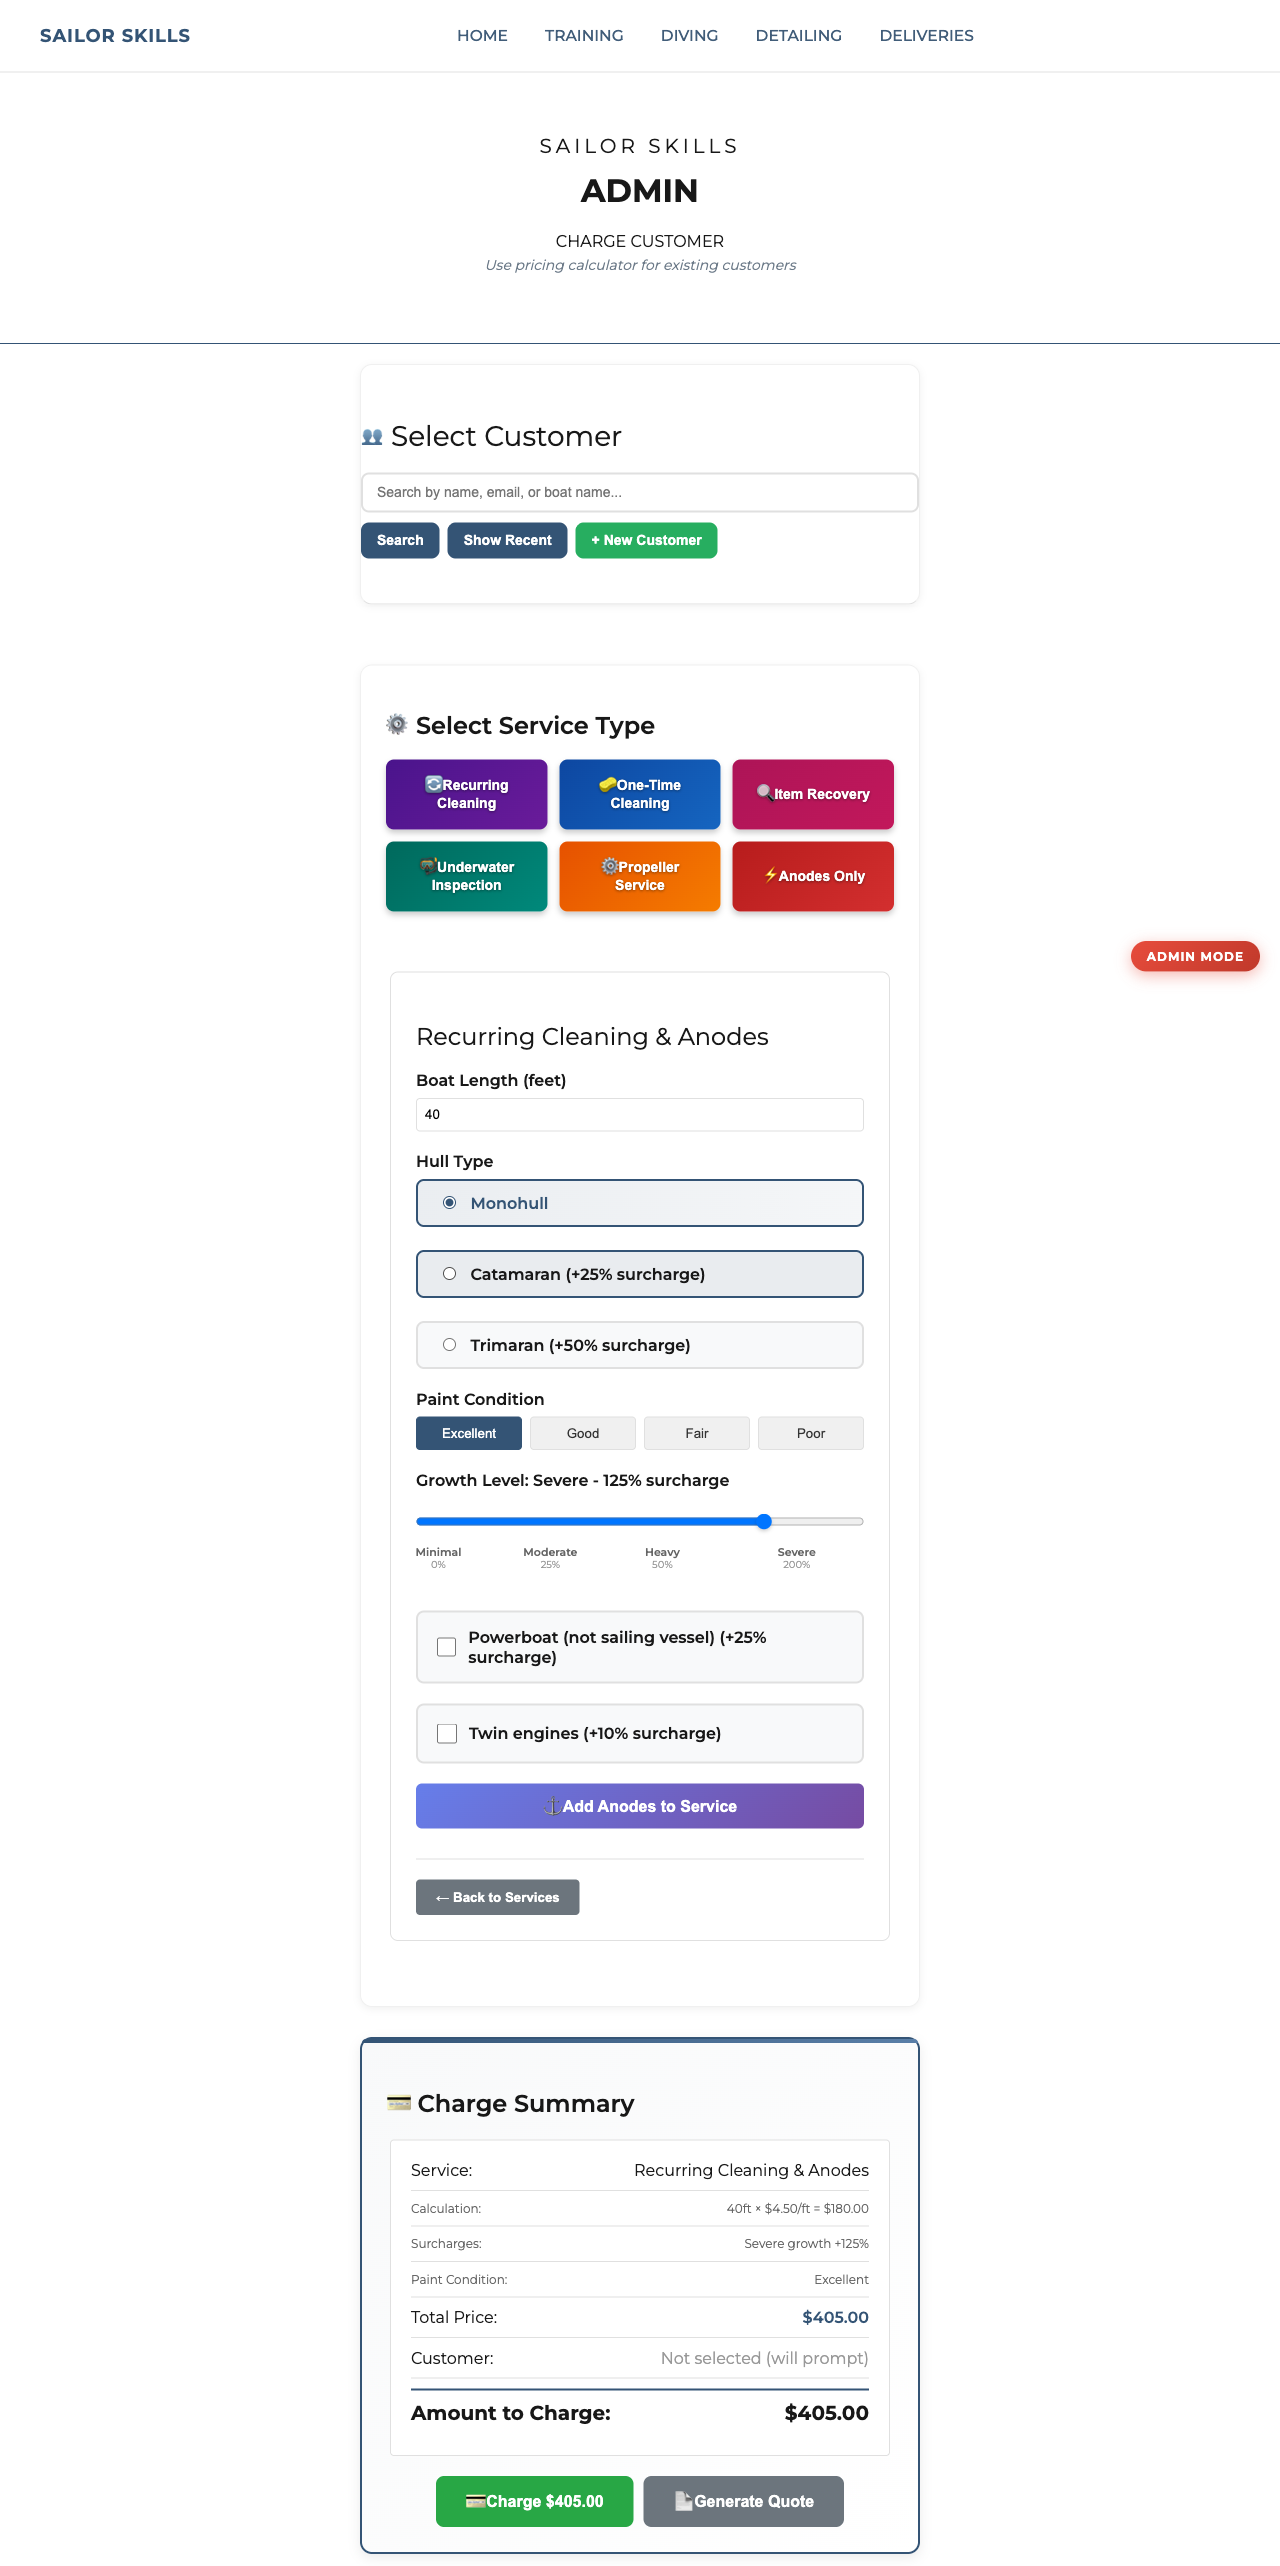 SAILOR SKILLS
HOME TRAINING DIVING DETAILING DELIVERIES
SAILOR SKILLS
ADMIN
CHARGE CUSTOMER
Use pricing calculator for existing customers
Select Customer
Search by name, email, or boat name...
Search Show Recent + New Customer
Select Service Type
Recurring
Cleaning
One-Time
Cleaning
Item Recovery
Underwater
Inspection
Propeller
Service
Anodes Only
ADMIN MODE
Recurring Cleaning & Anodes
Boat Length (feet)
40
Hull Type
Monohull
Catamaran (+25% surcharge)
Trimaran (+50% surcharge)
Paint Condition
Excellent Good Fair Poor
Growth Level: Severe - 125% surcharge
Minimal Moderate Heavy Severe
0% 25% 50% 200%
Powerboat (not sailing vessel) (+25%
surcharge)
Twin engines (+10% surcharge)
Add Anodes to Service
← Back to Services
Charge Summary
Service: Recurring Cleaning & Anodes
Calculation: 40ft × $4.50/ft = $180.00
Surcharges: Severe growth +125%
Paint Condition: Excellent
Total Price: $405.00
Customer: Not selected (will prompt)
Amount to Charge: $405.00
Charge $405.00 Generate Quote